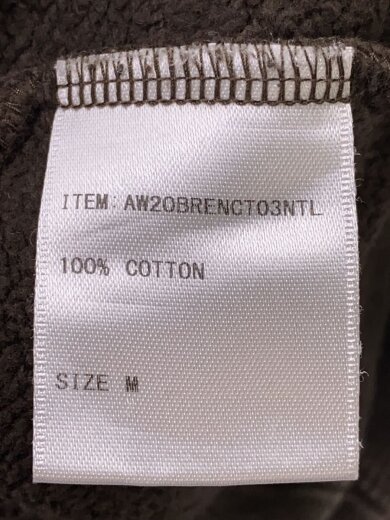 ITEM: AW20BRENCT03NTL
100% COTTON
SIZE M